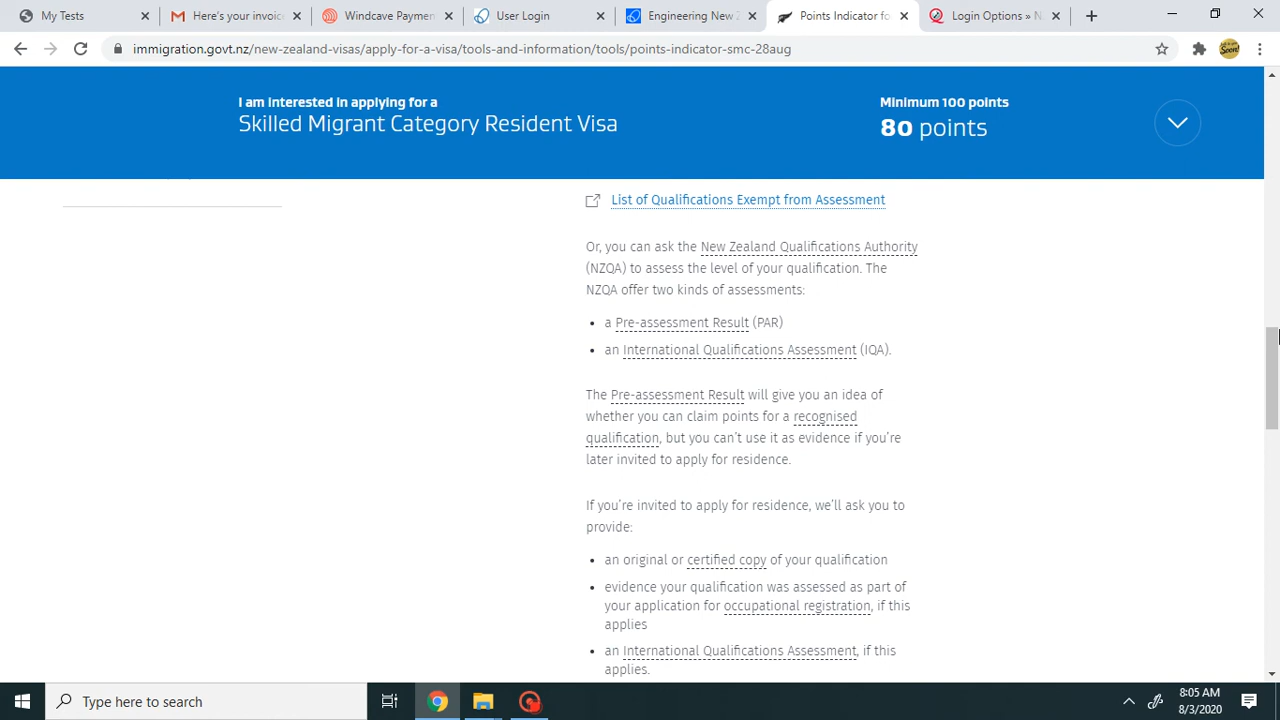 My Tests
Here's your invoic
Windcave Paymen
User Login
Engineering New Z
Points Indicator fo
Login Options » N
immigration.govt.nz/new-zealand-visas/apply-for-a-visa/tools-and-information/tools/points-indicator-smc-28aug
I am interested in applying for a
Skilled Migrant Category Resident Visa
Minimum 100 points
80 points
List of Qualifications Exempt from Assessment
Or, you can ask the New Zealand Qualifications Authority
(NZQA) to assess the level of your qualification. The
NZQA offer two kinds of assessments:
• a Pre-assessment Result (PAR)
• an International Qualifications Assessment (IQA).
The Pre-assessment Result will give you an idea of
whether you can claim points for a recognised
qualification, but you can't use it as evidence if you're
later invited to apply for residence.
If you're invited to apply for residence, we'll ask you to
provide:
• an original or certified copy of your qualification
• evidence your qualification was assessed as part of
your application for occupational registration, if this
applies
• an International Qualifications Assessment, if this
applies.
Type here to search
8:05 AM
8/3/2020